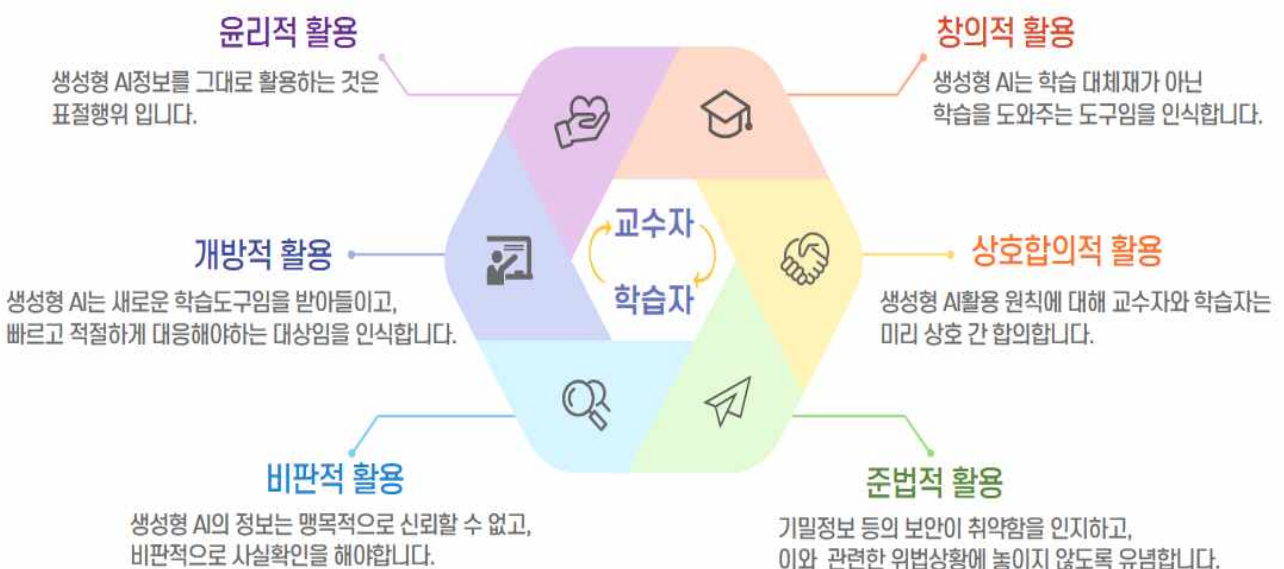 윤리적 활용
생성형 AI정보를 그대로 활용하는 것은
표절행위 입니다.
창의적 활용
생성형 AI는 학습 대체재가 아닌
학습을 도와주는 도구임을 인식합니다.
개방적 활용
생성형 AI는 새로운 학습도구임을 받아들이고,
빠르고 적절하게 대응해야하는 대상임을 인식합니다.
교수자
학습자
상호합의적 활용
생성형 AI활용 원칙에 대해 교수자와 학습자는
미리 상호 간 합의합니다.
비판적 활용
생성형 AI의 정보는 맹목적으로 신뢰할 수 없고,
비판적으로 사실확인을 해야합니다.
준법적 활용
기밀정보 등의 보안이 취약함을 인지하고,
이와 관련한 위법상황에 놓이지 않도록 유념합니다.